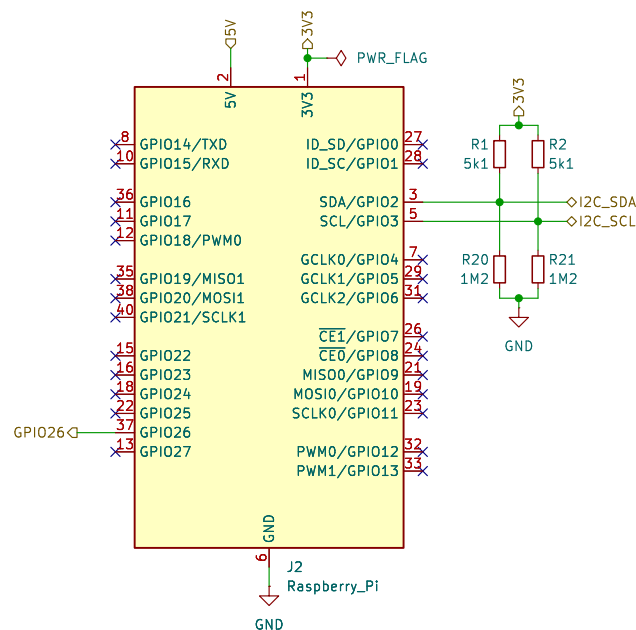 5V
3V3
PWR_FLAG
2
1
5V
3V3
8 GPIO14/TXD
ID_SD/GPIO0 27
10 GPIO15/RXD
ID_SC/GPIO1 28
36 GPIO16
SDA/GPIO2 3
11 GPIO17
SCL/GPIO3 5
12 GPIO18/PWM0
GCLK0/GPIO4 7
35 GPIO19/MISO1
GCLK1/GPIO5 29
38 GPIO20/MOSI1
GCLK2/GPIO6 31
40 GPIO21/SCLK1
CE1/GPIO7 26
15 GPIO22
CE0/GPIO8 24
16 GPIO23
MISO0/GPIO9 21
18 GPIO24
MOSI0/GPIO10 19
22 GPIO25
SCLK0/GPIO11 23
GPIO26
37 GPIO26
13 GPIO27
PWM0/GPIO12 32
PWM1/GPIO13 33
GND
6
J2
Raspberry_Pi
GND
3V3
R1
5k1
R2
5k1
I2C_SDA
I2C_SCL
R20
1M2
R21
1M2
GND